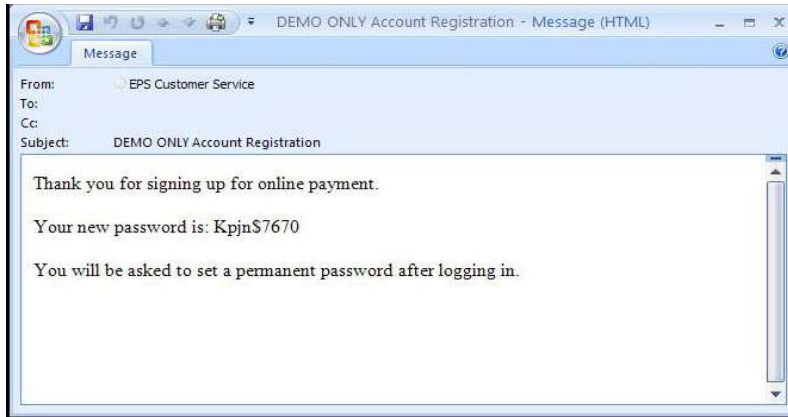 DEMO ONLY Account Registration - Message (HTML)
Message
From: EPS Customer Service
To:
Cc:
Subject: DEMO ONLY Account Registration
Thank you for signing up for online payment.
Your new password is: Kpjn$7670
You will be asked to set a permanent password after logging in.